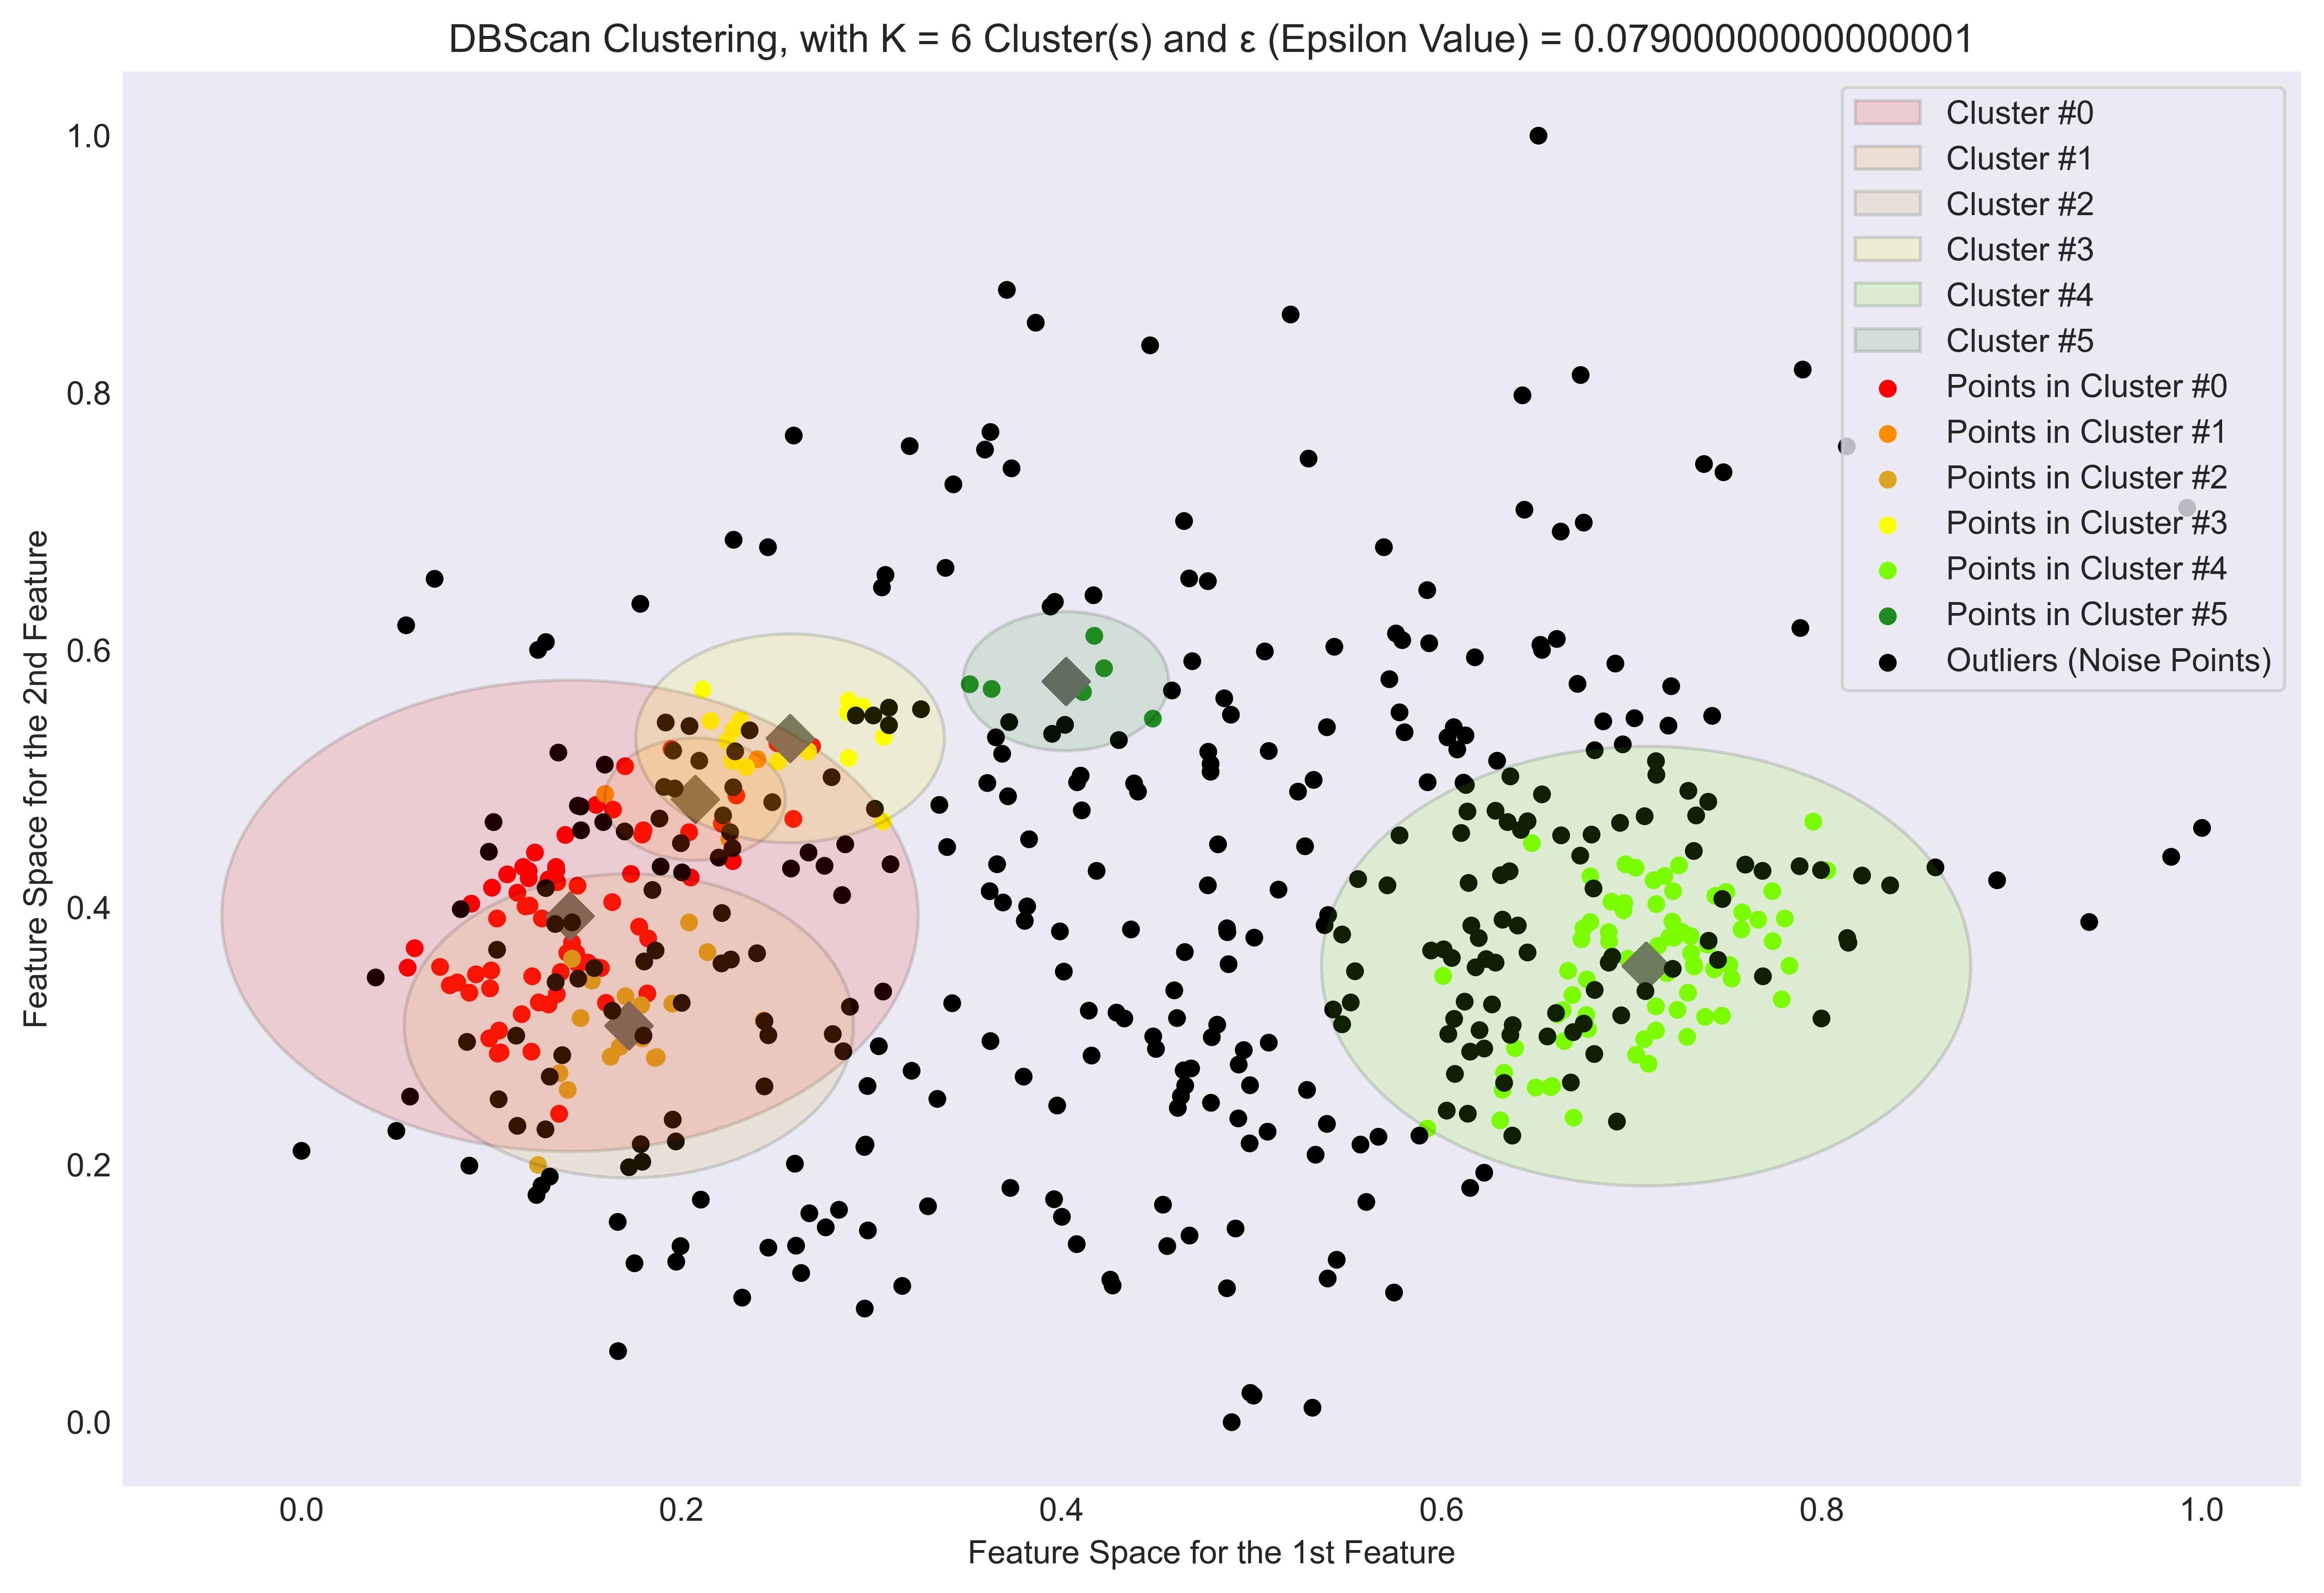 DBScan Clustering, with K = 6 Cluster(s) and ε (Epsilon Value) = 0.07900000000000001
Cluster #0
Cluster #1
Cluster #2
Cluster #3
Cluster #4
Cluster #5
Points in Cluster #0
Points in Cluster #1
Points in Cluster #2
Points in Cluster #3
Points in Cluster #4
Points in Cluster #5
Outliers (Noise Points)
1.0
0.8
0.6
0.4
0.2
0.0
Feature Space for the 2nd Feature
0.0 0.2 0.4 0.6 0.8 1.0
Feature Space for the 1st Feature